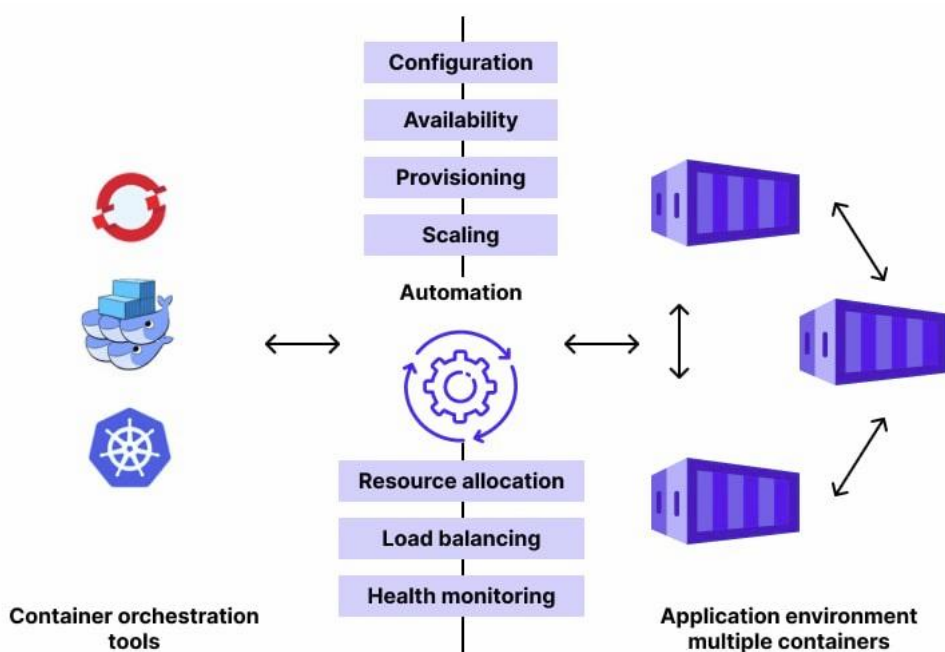 Configuration
Availability
Provisioning
Scaling
Automation
Resource allocation
Load balancing
Health monitoring
Container orchestration
tools
Application environment
multiple containers